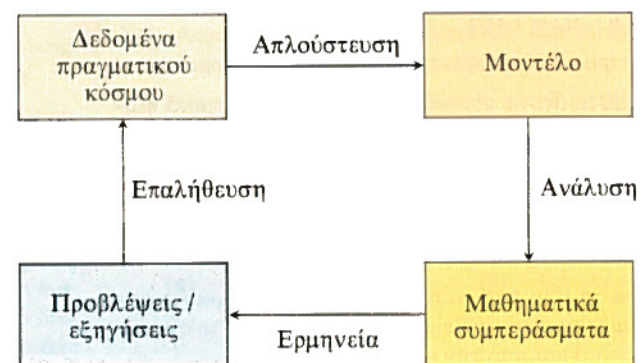 Δεδομένα
πραγματικού
κόσμου
Απλούστευση
Μοντέλο
Επαλήθευση
Ανάλυση
Προβλέψεις /
εξηγήσεις
Ερμηνεία
Μαθηματικά
συμπεράσματα